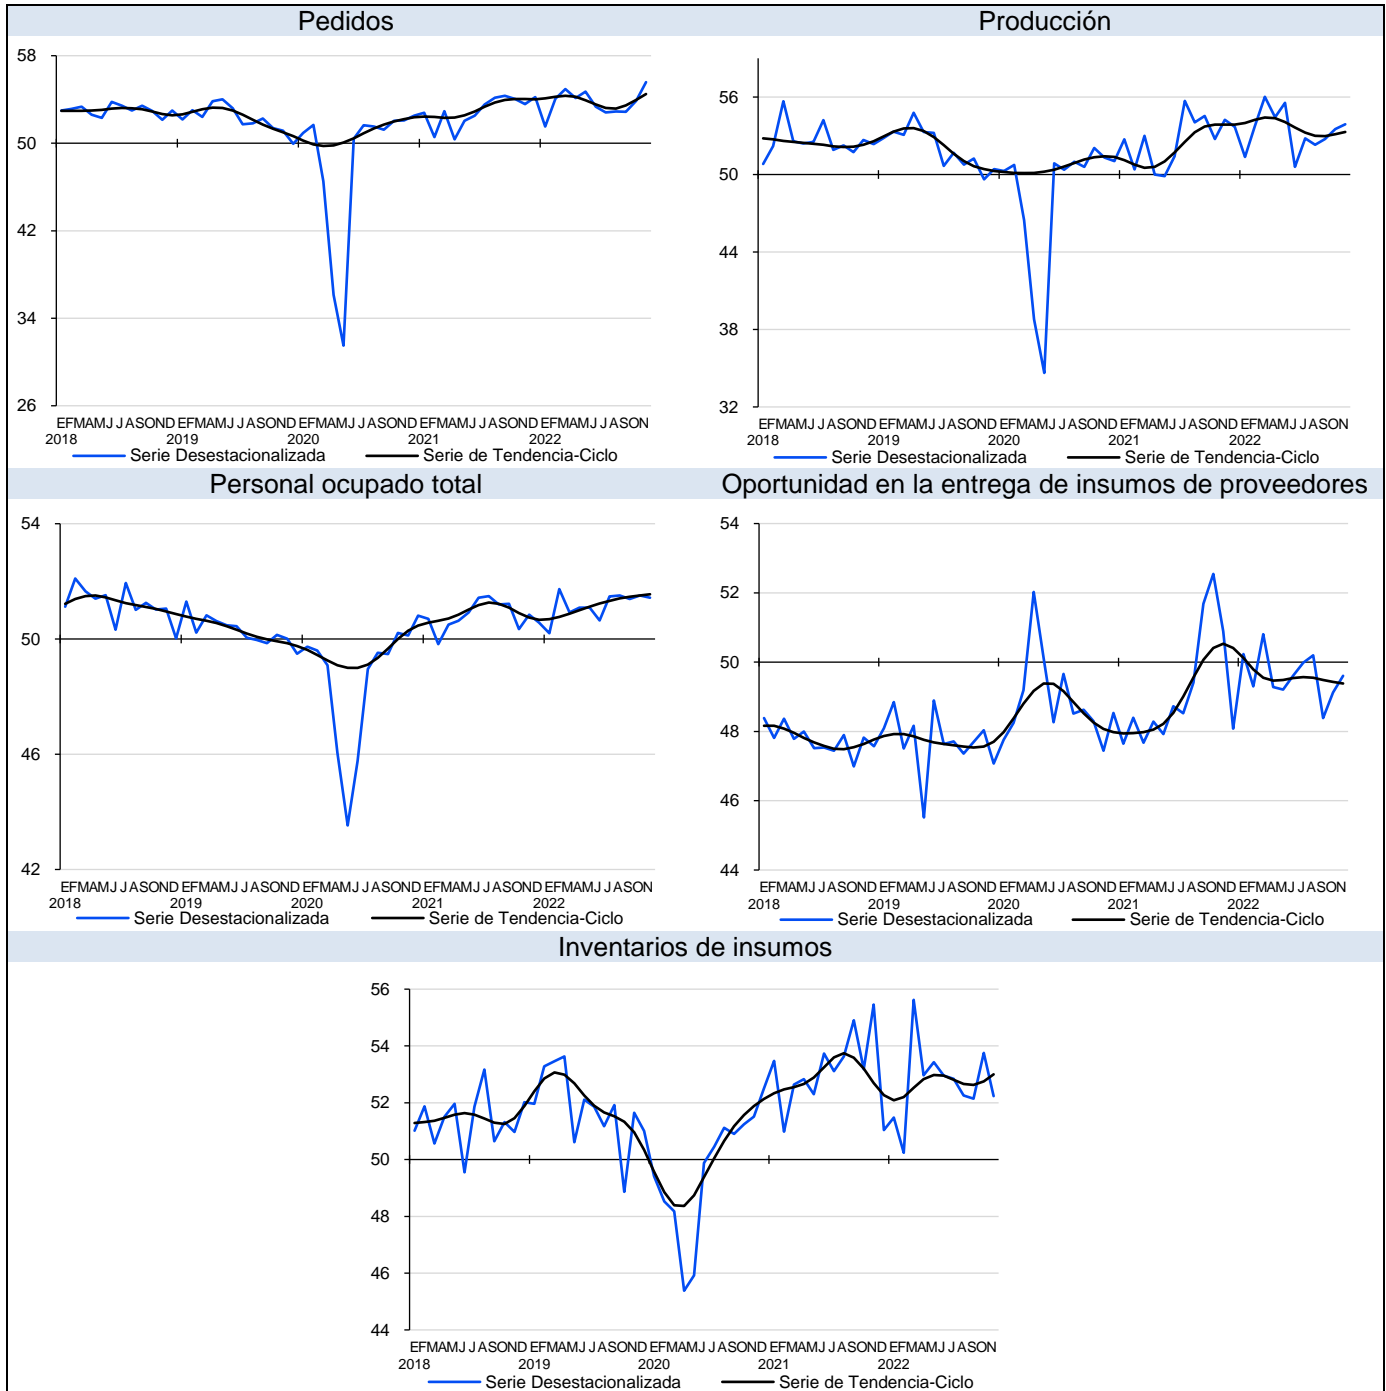 Pedidos
58
50
42
34
26
EFMAMJ J ASOND EFMAMJ J ASOND EFMAMJ J ASOND EFMAMJ J ASOND EFMAMJ J ASON
2018 2019 2020 2021 2022
Serie Desestacionalizada Serie de Tendencia-Ciclo
Producción
56
50
44
38
32
EFMAMJ J ASOND EFMAMJ J ASOND EFMAMJ J ASOND EFMAMJ J ASOND EFMAMJ J ASON
2018 2019 2020 2021 2022
Serie Desestacionalizada Serie de Tendencia-Ciclo
Personal ocupado total
54
50
46
42
EFMAMJ J ASOND EFMAMJ J ASOND EFMAMJ J ASOND EFMAMJ J ASOND EFMAMJ J ASON
2018 2019 2020 2021 2022
Serie Desestacionalizada Serie de Tendencia-Ciclo
Oportunidad en la entrega de insumos de proveedores
54
52
50
48
46
44
EFMAMJ J ASOND EFMAMJ J ASOND EFMAMJ J ASOND EFMAMJ J ASOND EFMAMJ J ASON
2018 2019 2020 2021 2022
Serie Desestacionalizada Serie de Tendencia-Ciclo
Inventarios de insumos
56
54
52
50
48
46
44
EFMAMJ J ASOND EFMAMJ J ASOND EFMAMJ J ASOND EFMAMJ J ASOND EFMAMJ J ASON
2018 2019 2020 2021 2022
Serie Desestacionalizada Serie de Tendencia-Ciclo